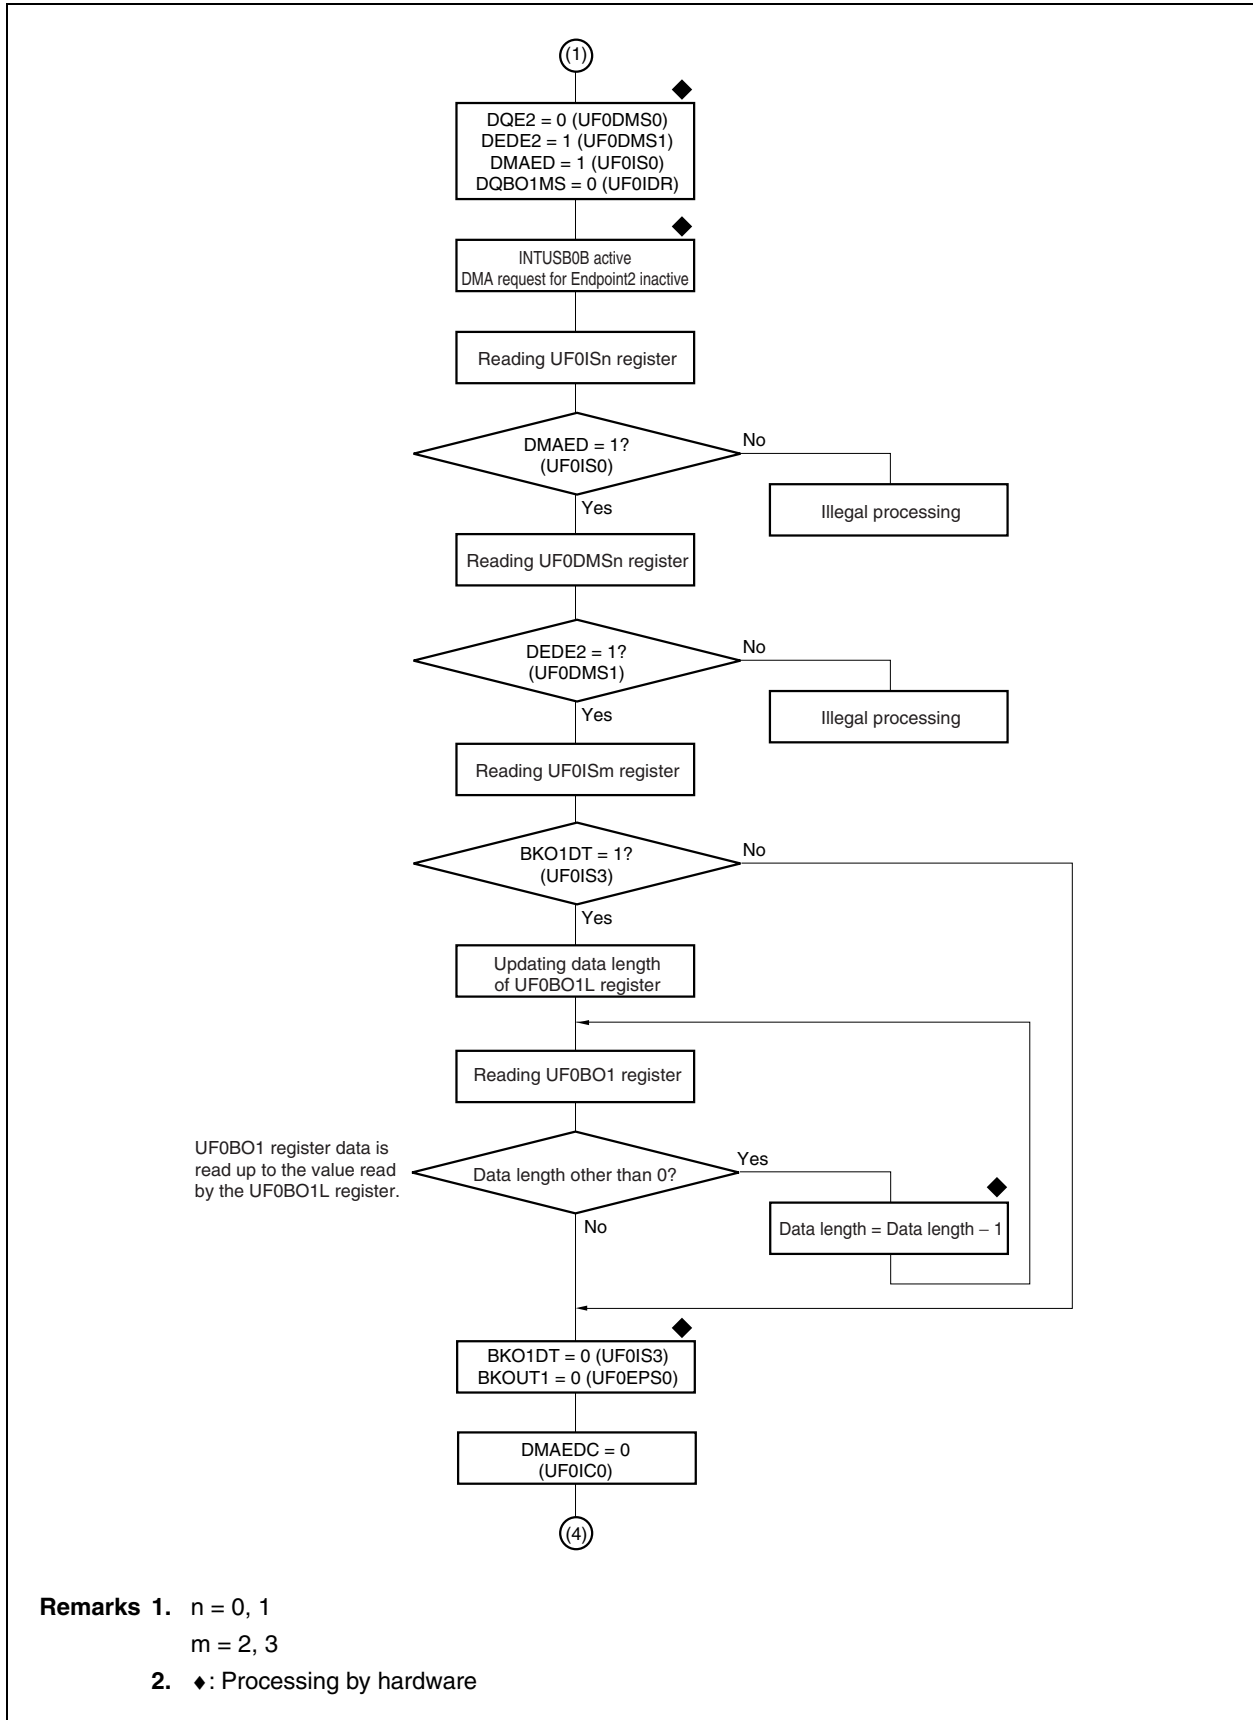 (1)
DQE2 = 0 (UF0DMS0)
DEDE2 = 1 (UF0DMS1)
DMAED = 1 (UF0IS0)
DQBO1MS = 0 (UF0IDR)
INTUSB0B active
DMA request for Endpoint2 inactive
Reading UF0ISn register
DMAED = 1?
(UF0IS0)
No
Illegal processing
Yes
Reading UF0DMSn register
DEDE2 = 1?
(UF0DMS1)
No
Illegal processing
Yes
Reading UF0ISm register
BKO1DT = 1?
(UF0IS3)
No
Yes
Updating data length
of UF0BO1L register
Reading UF0BO1 register
UF0BO1 register data is
read up to the value read
by the UF0BO1L register.
Data length other than 0?
Yes
Data length = Data length − 1
No
BKO1DT = 0 (UF0IS3)
BKOUT1 = 0 (UF0EPS0)
DMAEDC = 0
(UF0IC0)
(4)
Remarks 1. n = 0, 1
m = 2, 3
2. ♦: Processing by hardware